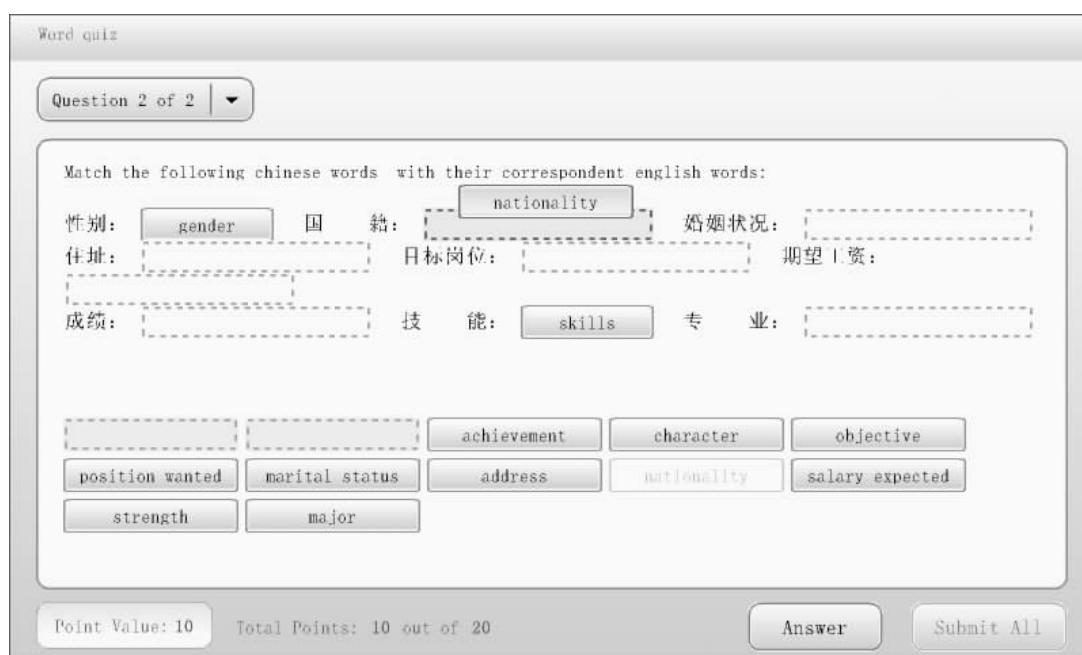 Word quiz
Question 2 of 2
Match the following chinese words with their correspondent english words:
nationality
性别： gender 国 籍： 婚姻状况：
住址： 目标岗位： 期望工资：
成绩： 技 能： skills 专 业：
achievement character objective
position wanted marital status address nationality salary expected
strength major
Point Value: 10 Total Points: 10 out of 20 Answer Submit All